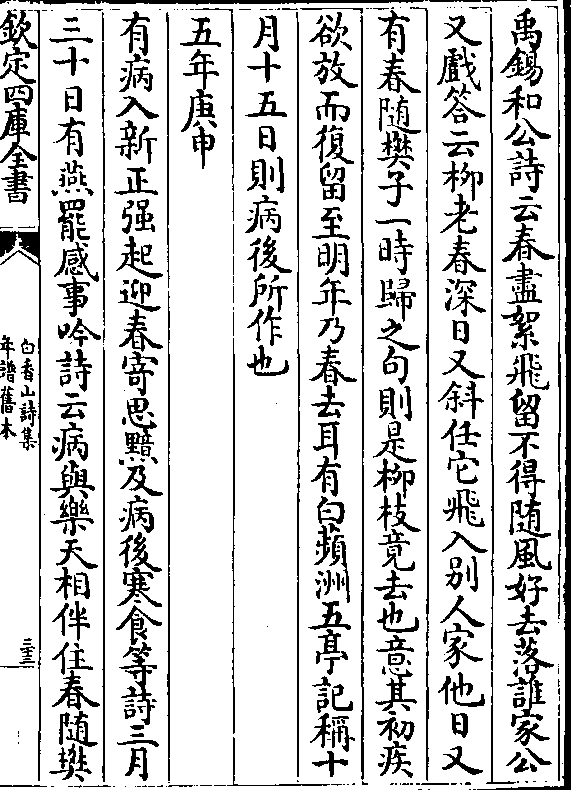 禹錫和公詩云春盡絮飛留不得随風好去落誰家公
又戲答云柳老春深日又斜任它飛入别人家他日又
有春随樊子一時歸之句則是柳枝竟去也意其初疾
欲放而復留至明年乃春去耳有白蘋洲五亭記稱十
月十五日則病後所作也
五年庚申
有病入新正强起迎春寄思黯及病後寒食等詩三月
三十日有燕罷感事吟詩云病與樂天相伴住春随樊
欽定四庫全書
白香山詩集
年譜舊本
三十三